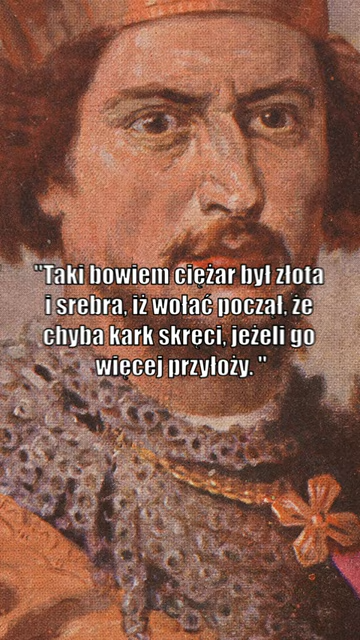 "Taki bowiem ciężar był złota
i srebra, iż wołać począł, że
chyba kark skręci, jeżeli go
więcej przyłoży. "